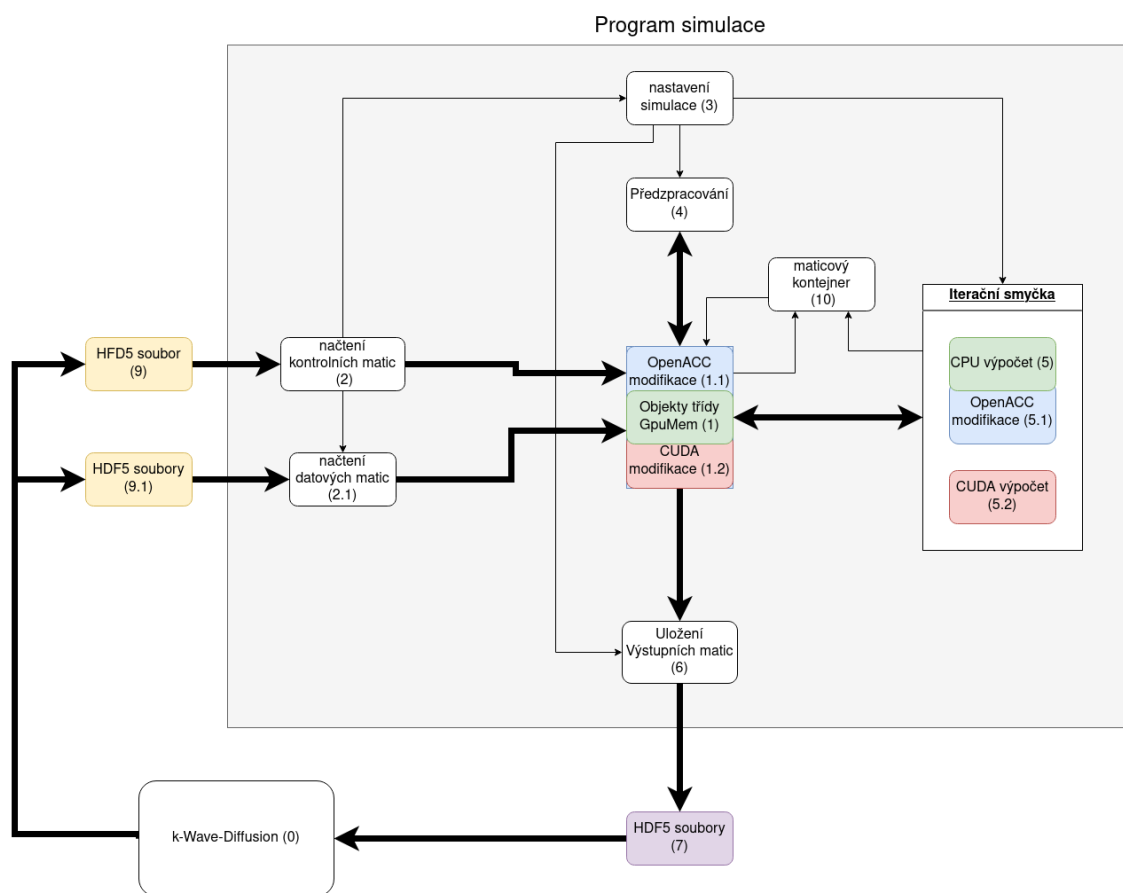 Program simulace
nastavení
simulace (3)
Předzpracování
(4)
maticový
kontejner
(10)
Iterační smyčka
HFD5 soubor
(9)
načtení
kontrolních matic
(2)
OpenACC
modifikace (1.1)
CPU výpočet (5)
Objekty třídy
GpuMem (1)
OpenACC
modifikace (5.1)
CUDA
modifikace (1.2)
HDF5 soubory
(9.1)
načtení
datových matic
(2.1)
CUDA výpočet
(5.2)
Uložení
Výstupních matic
(6)
k-Wave-Diffusion (0)
HDF5 soubory
(7)